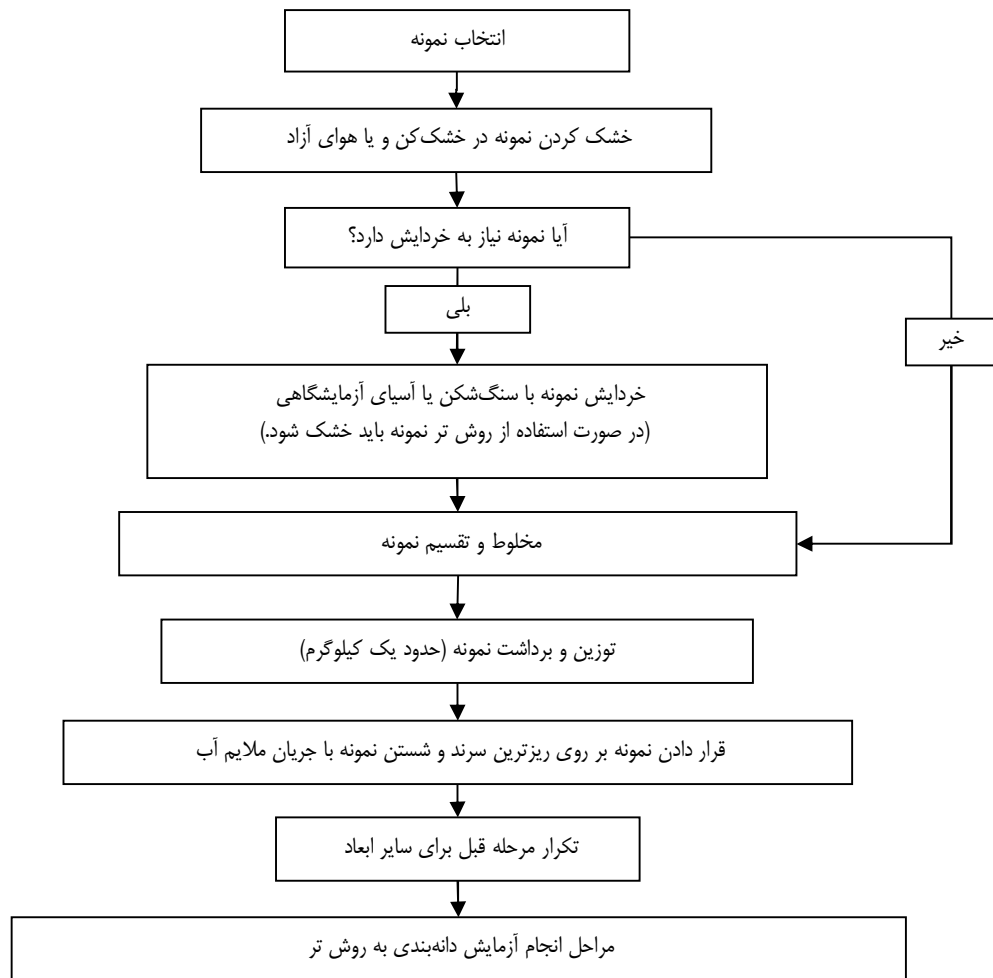 انتخاب نمونه
خشک کردن نمونه در خشک‌کن و یا هوای آزاد
آیا نمونه نیاز به خردایش دارد؟
بلی
خیر
خردایش نمونه با سنگ‌شکن یا آسیای آزمایشگاهی
(در صورت استفاده از روش تر نمونه باید خشک شود.)
مخلوط و تقسیم نمونه
توزین و برداشت نمونه (حدود یک کیلوگرم)
قرار دادن نمونه بر روی ریزترین سرند و شستن نمونه با جریان ملایم آب
تکرار مرحله قبل برای سایر ابعاد
مراحل انجام آزمایش دانه‌بندی به روش تر